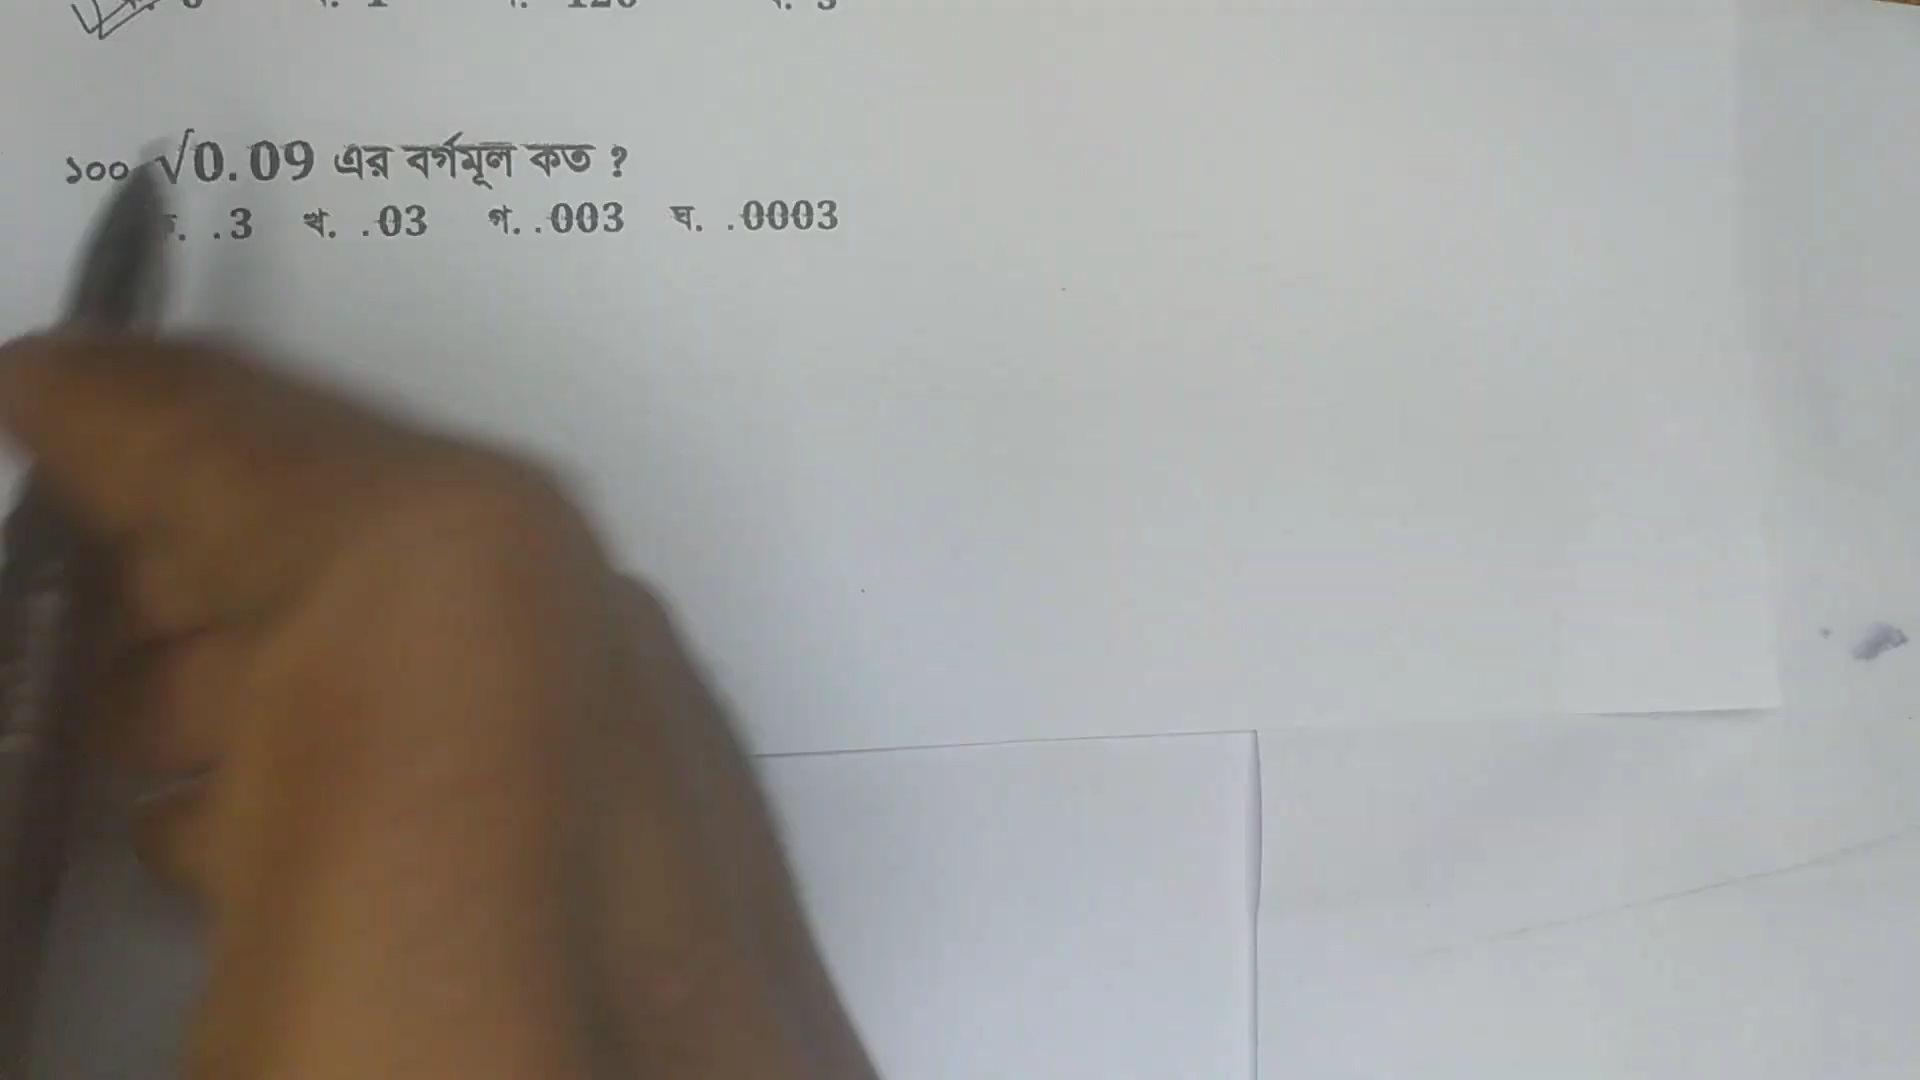 ১০০ √0.09 এর বর্গমূল কত ?
.3 খ. .03 গ. .003 ঘ. .0003